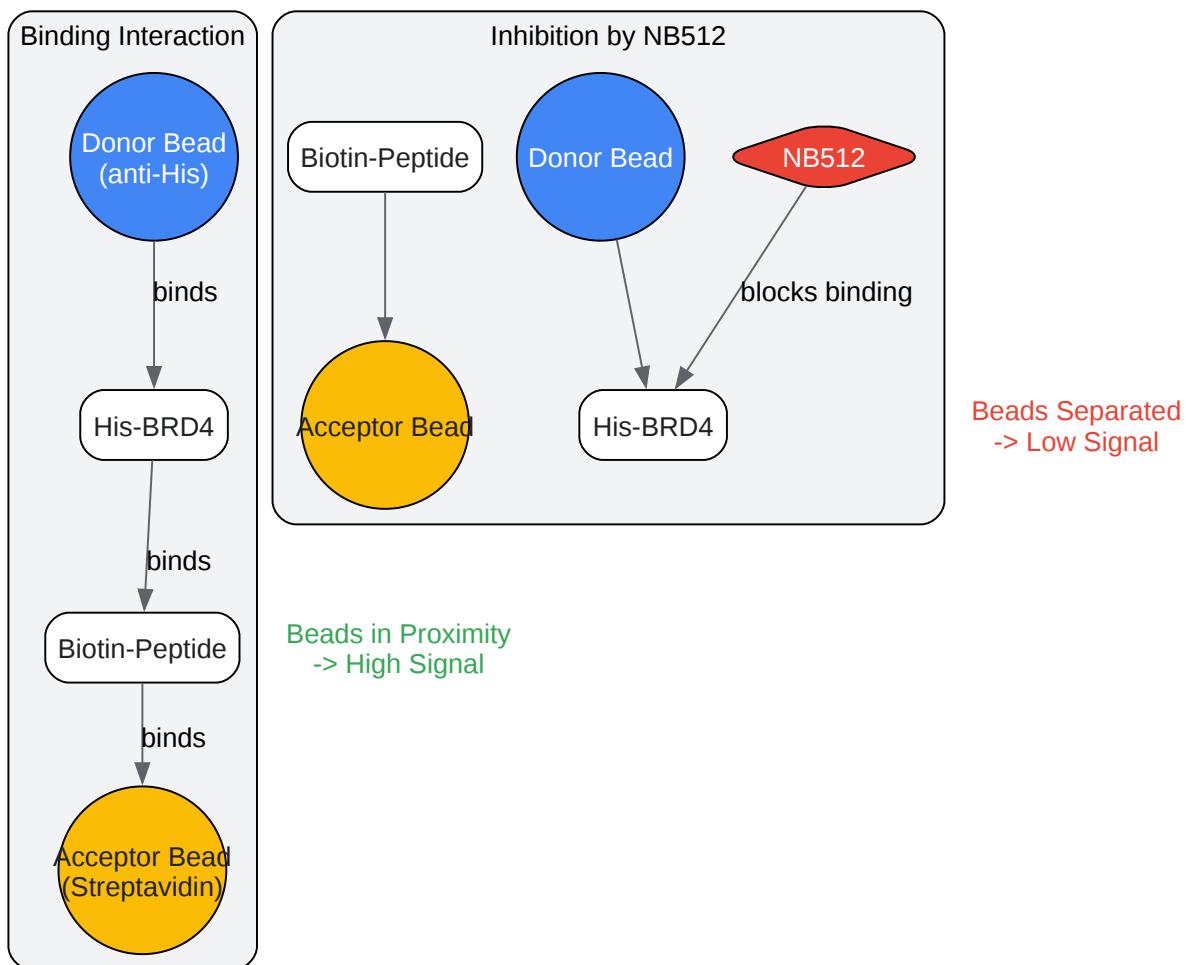 Binding Interaction
Donor Bead
(anti-His)
binds
His-BRD4
binds
Biotin-Peptide
binds
Acceptor Bead
(Streptavidin)
Beads in Proximity
-> High Signal
Inhibition by NB512
Biotin-Peptide
Donor Bead
NB512
blocks binding
Acceptor Bead
His-BRD4
Beads Separated
-> Low Signal